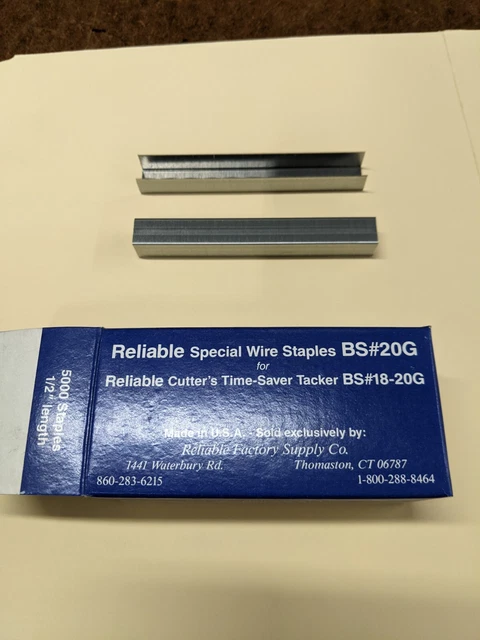 Reliable Special Wire Staples BS#20G
for
Reliable Cutter's Time-Saver Tacker BS#18-20G
Made in U.S.A. - Sold exclusively by:
Reliable Factory Supply Co.
1441 Waterbury Rd. Thomaston, CT 06787
860-283-6215 1-800-288-8464
5000 Staples
1/2" length